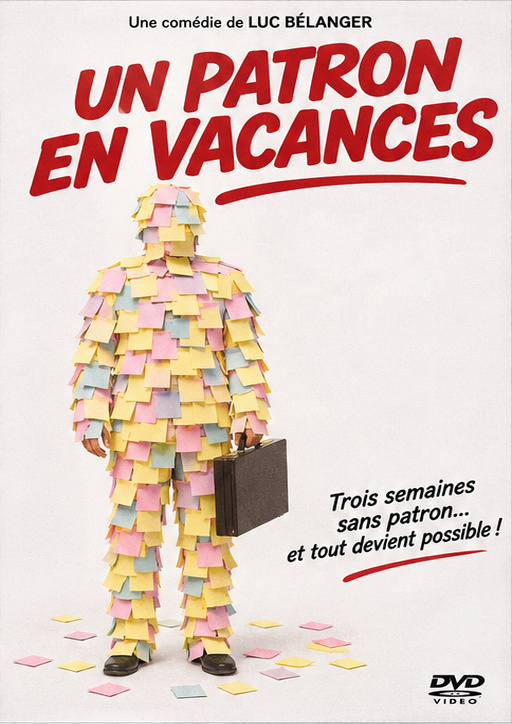 Une comédie de LUC BÉLANGER
UN PATRON
EN VACANCES
Trois semaines
sans patron...
et tout devient possible !
DVD
VIDEO